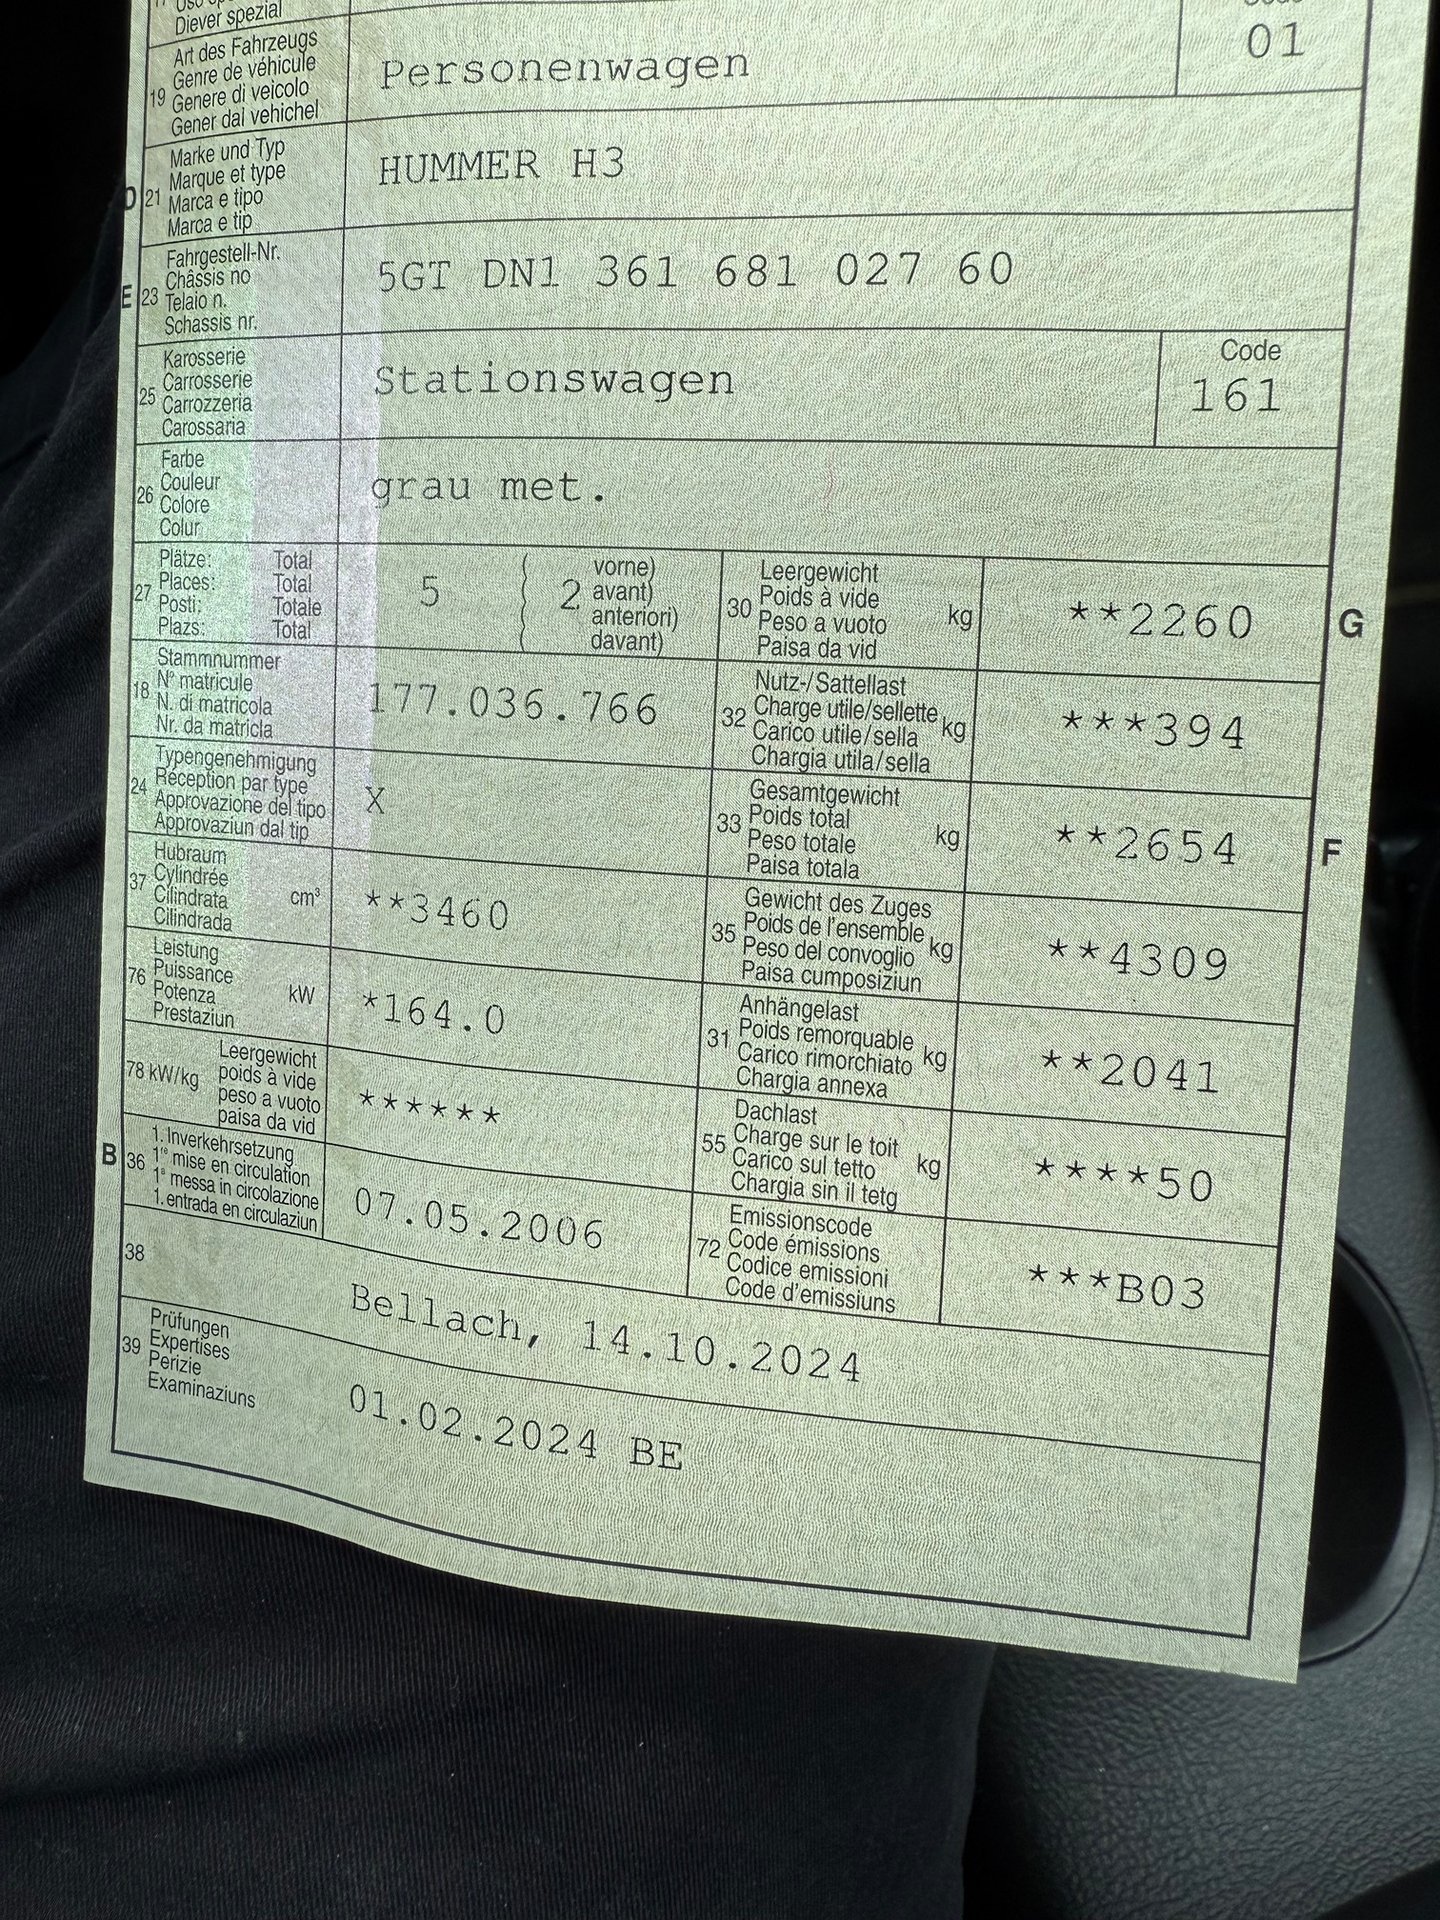 Diever spezial
19
Art des Fahrzeugs
Genre de véhicule
Genere di veicolo
Gener dal vehichel
Personenwagen
01
D 21
Marke und Typ
Marque et type
Marca e tipo
Marca e tip
HUMMER H3
E 23
Fahrgestell-Nr.
Châssis no
Telaio n.
Schassis nr.
5GT DN1 361 681 027 60
25
Karosserie
Carrosserie
Carrozzeria
Carossaria
Stationswagen
Code
161
26
Farbe
Couleur
Colore
Colur
grau met.
27
Plätze: Total
Places: Total
Posti: Totale
Plazs: Total
5
2
vorne)
avant)
anteriori)
davant)
30
Leergewicht
Poids à vide
Peso a vuoto
Paisa da vid
kg
**2260
G
18
Stammnummer
N° matricule
N. di matricola
Nr. da matricla
177.036.766
32
Nutz-/Sattellast
Charge utile/sellette
Carico utile/sella
Chargia utila/sella
kg
***394
24
Typengenehmigung
Réception par type
Approvazione del tipo
Approvaziun dal tip
X
33
Gesamtgewicht
Poids total
Peso totale
Paisa totala
kg
**2654
F
37
Hubraum
Cylindrée
Cilindrata
Cilindrada
cm³
**3460
35
Gewicht des Zuges
Poids de l'ensemble
Peso del convoglio
Paisa cumposiziun
kg
**4309
76
Leistung
Puissance
Potenza
Prestaziun
kW
*164.0
31
Anhängelast
Poids remorquable
Carico rimorchiato
Chargia annexa
kg
**2041
78 kW/kg
Leergewicht
poids à vide
peso a vuoto
paisa da vid
******
55
Dachlast
Charge sur le toit
Carico sul tetto
Chargia sin il tetg
kg
****50
B 36
1. Inverkehrsetzung
1re mise en circulation
1a messa in circolazione
1. entrada en circulaziun
07.05.2006
72
Emissionscode
Code émissions
Codice emissioni
Code d'emissiuns
***B03
38
Bellach, 14.10.2024
39
Prüfungen
Expertises
Perizie
Examinaziuns
01.02.2024 BE